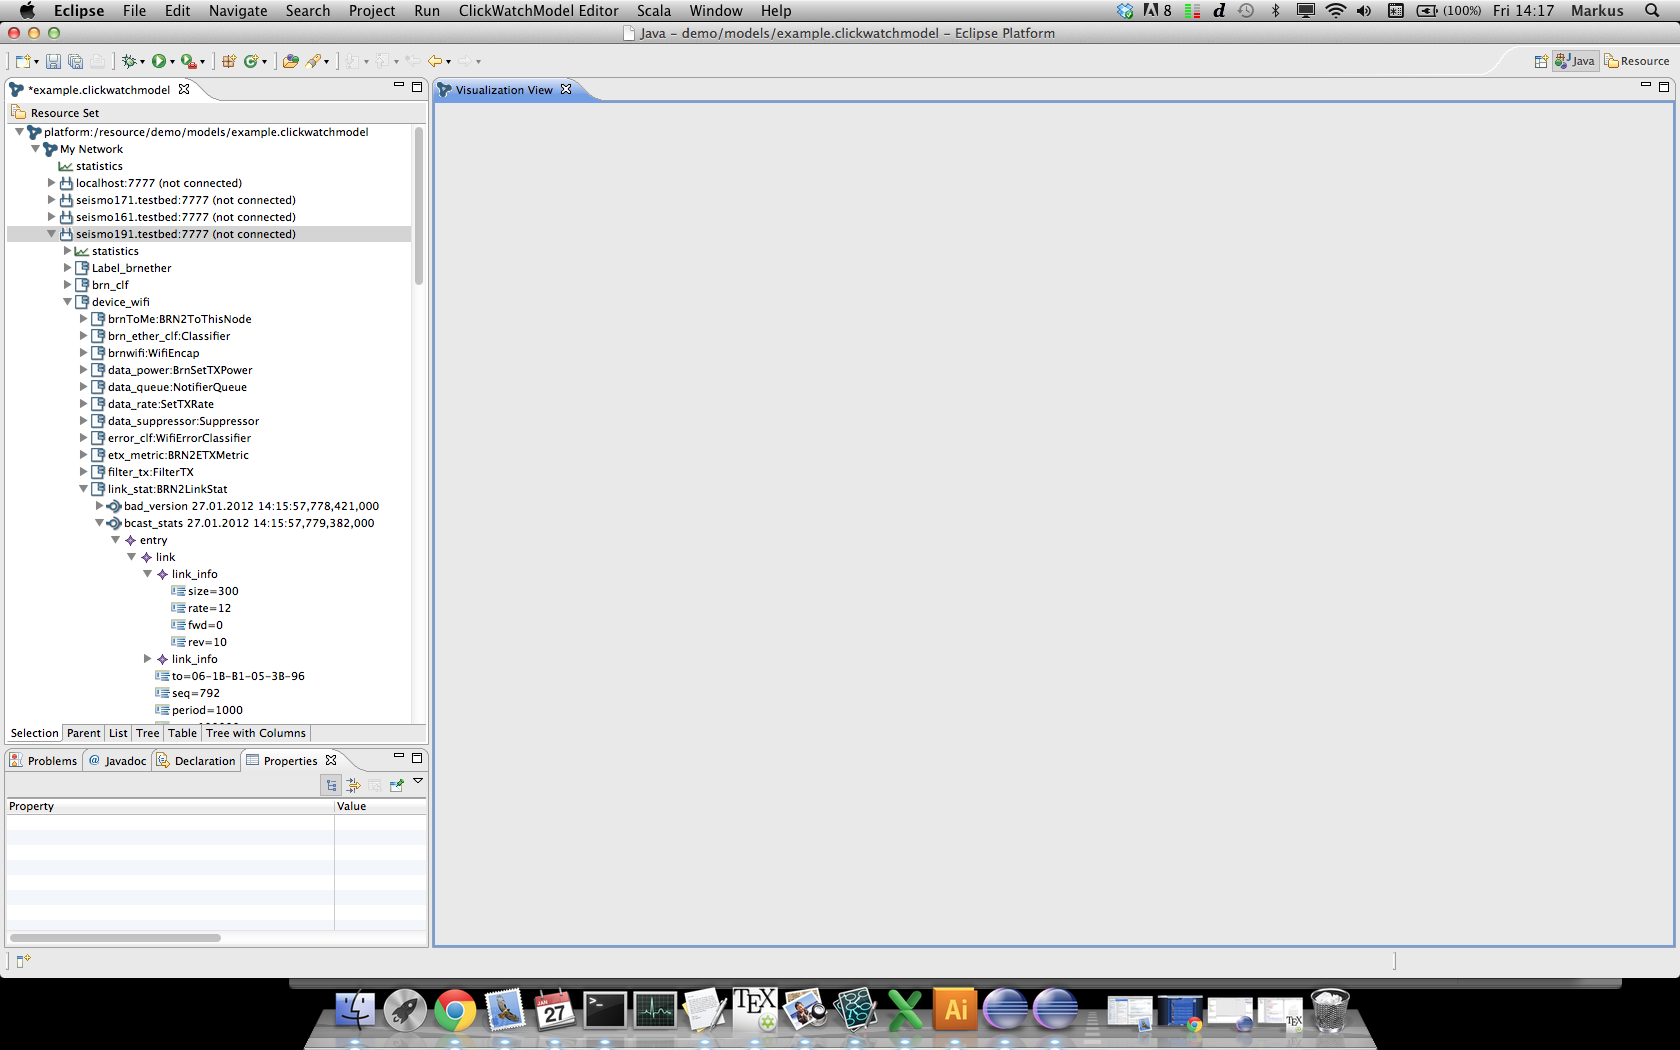 Eclipse File Edit Navigate Search Project Run ClickWatchModel Editor Scala Window Help 8 (100%) Fri 14:17 Markus
Java – demo/models/example.clickwatchmodel – Eclipse Platform
Java Resource
*example.clickwatchmodel
Visualization View
Resource Set
platform:/resource/demo/models/example.clickwatchmodel
My Network
statistics
localhost:7777 (not connected)
seismo171.testbed:7777 (not connected)
seismo161.testbed:7777 (not connected)
seismo191.testbed:7777 (not connected)
statistics
Label_brnether
brn_clf
device_wifi
brnToMe:BRN2ToThisNode
brn_ether_clf:Classifier
brnwifi:WifiEncap
data_power:BrnSetTXPower
data_queue:NotifierQueue
data_rate:SetTXRate
data_suppressor:Suppressor
error_clf:WifiErrorClassifier
etx_metric:BRN2ETXMetric
filter_tx:FilterTX
link_stat:BRN2LinkStat
bad_version 27.01.2012 14:15:57,778,421,000
bcast_stats 27.01.2012 14:15:57,779,382,000
entry
link
link_info
size=300
rate=12
fwd=0
rev=10
link_info
to=06-1B-B1-05-3B-96
seq=792
period=1000
Selection Parent List Tree Table Tree with Columns
Problems @ Javadoc Declaration Properties
Property Value
JAN
27
TEX
Ai
TEX